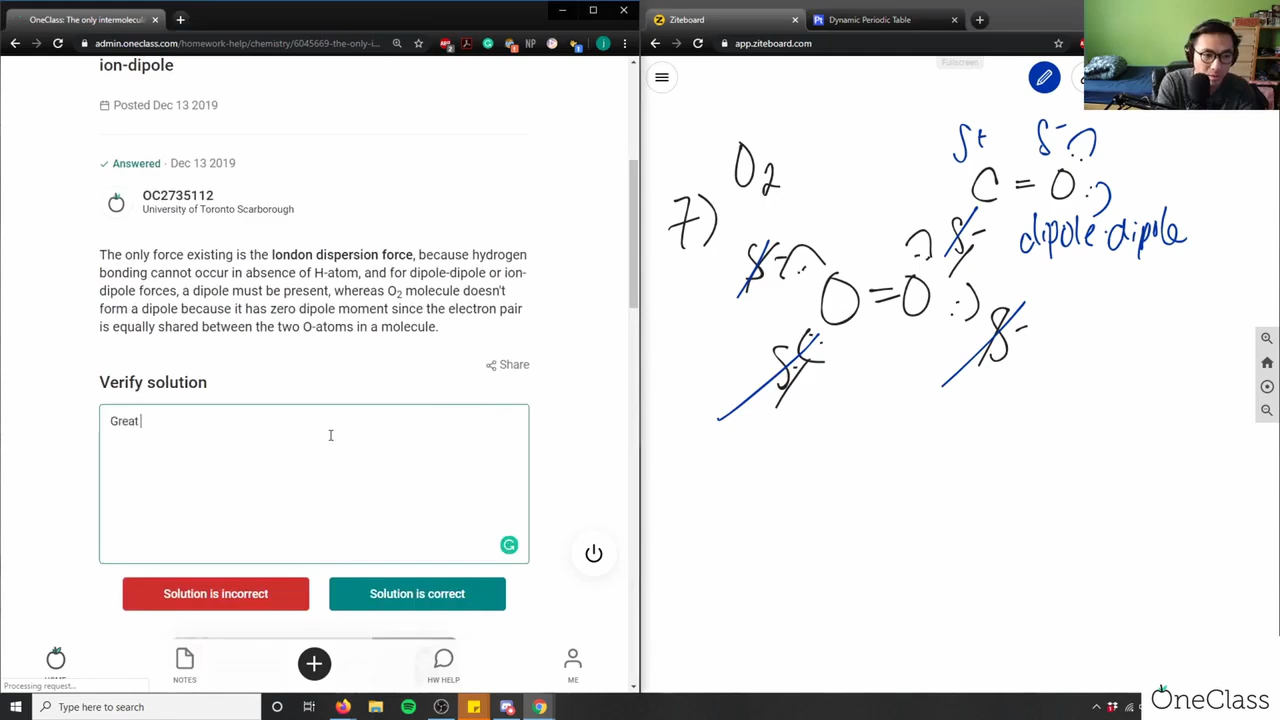 OneClass: The only intermolecul
admin.oneclass.com/homework-help/chemistry/6045669-the-only-i...
ion-dipole
Posted Dec 13 2019
Answered · Dec 13 2019
OC2735112
University of Toronto Scarborough
The only force existing is the london dispersion force, because hydrogen
bonding cannot occur in absence of H-atom, and for dipole-dipole or ion-
dipole forces, a dipole must be present, whereas O2 molecule doesn't
form a dipole because it has zero dipole moment since the electron pair
is equally shared between the two O-atoms in a molecule.
Share
Verify solution
Great
Solution is incorrect
Solution is correct
NOTES
HW HELP
ME
Processing request...
Type here to search
Ziteboard
Dynamic Periodic Table
app.ziteboard.com
Fullscreen
7)
O2
δ+ δ-
C = O
dipole-dipole
δ- δ-
O = O
δ- δ-
OneClass